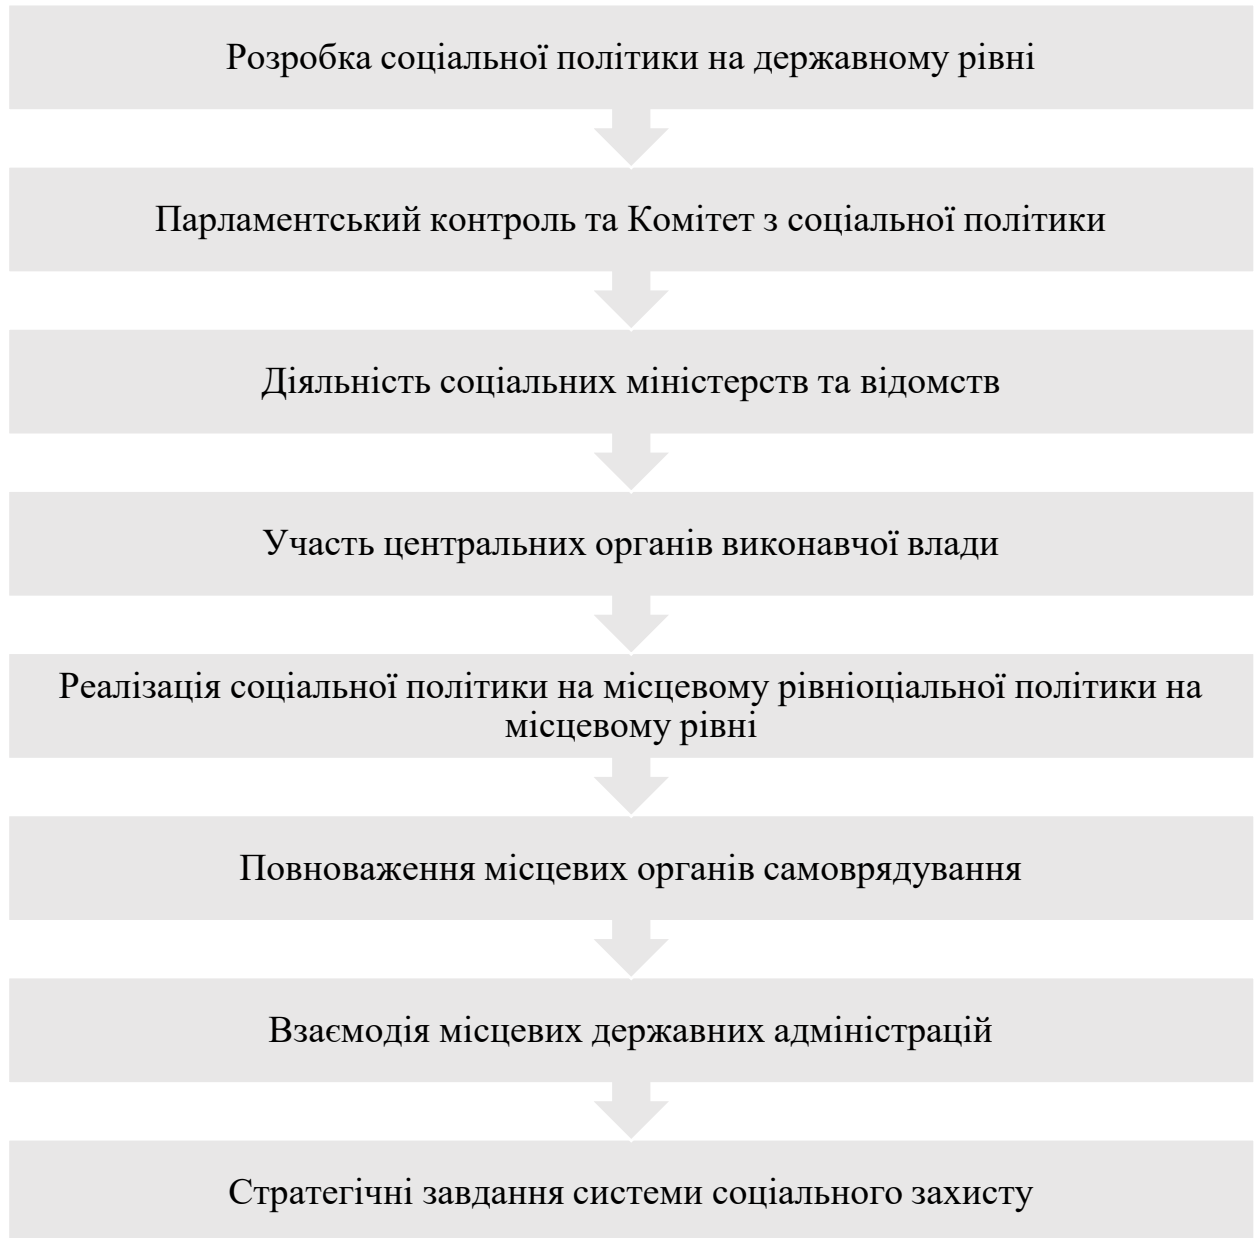 Розробка соціальної політики на державному рівні
Парламентський контроль та Комітет з соціальної політики
Діяльність соціальних міністерств та відомств
Участь центральних органів виконавчої влади
Реалізація соціальної політики на місцевому рівніоціальної політики на
місцевому рівні
Повноваження місцевих органів самоврядування
Взаємодія місцевих державних адміністрацій
Стратегічні завдання системи соціального захисту